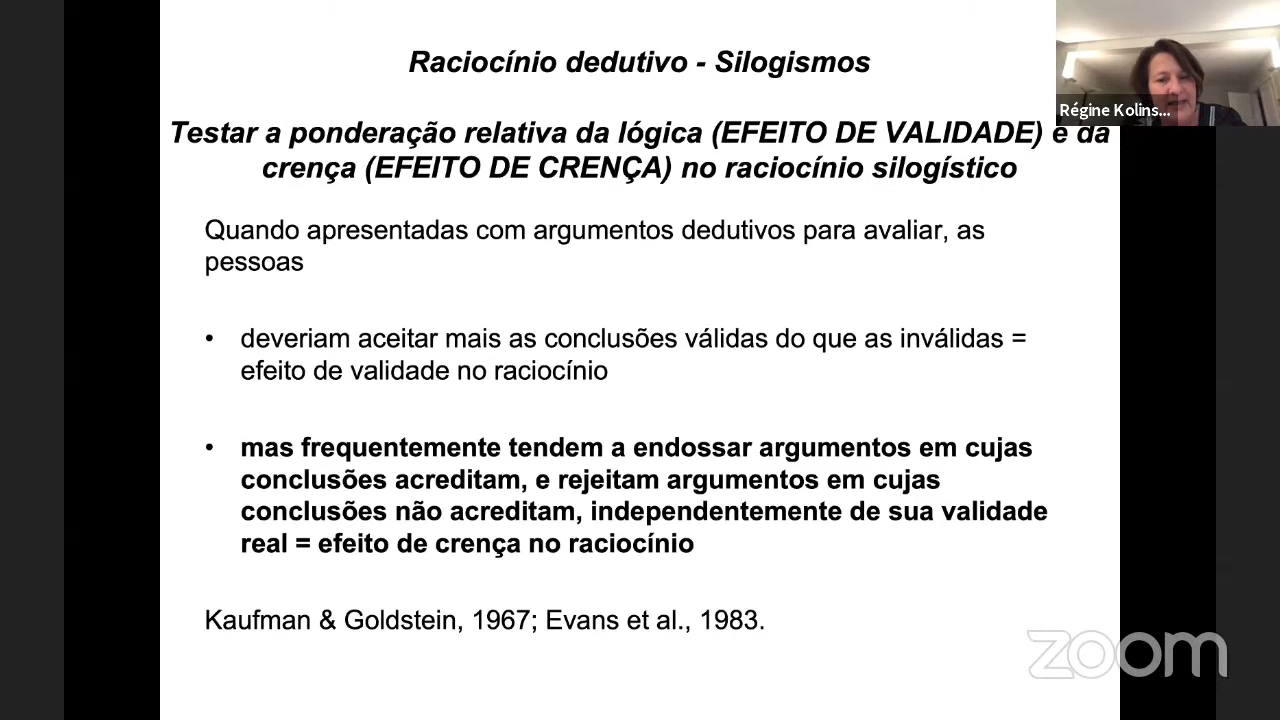 Raciocínio dedutivo - Silogismos
Régine Kolins...
Testar a ponderação relativa da lógica (EFEITO DE VALIDADE) e da
crença (EFEITO DE CRENÇA) no raciocínio silogístico
Quando apresentadas com argumentos dedutivos para avaliar, as
pessoas
• deveriam aceitar mais as conclusões válidas do que as inválidas =
efeito de validade no raciocínio
• mas frequentemente tendem a endossar argumentos em cujas
conclusões acreditam, e rejeitam argumentos em cujas
conclusões não acreditam, independentemente de sua validade
real = efeito de crença no raciocínio
Kaufman & Goldstein, 1967; Evans et al., 1983.
zoom